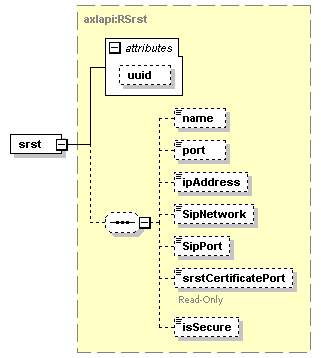 axlapi:RSrst
attributes
uuid
srst
name
port
ipAddress
SipNetwork
SipPort
srstCertificatePort
Read-Only
isSecure